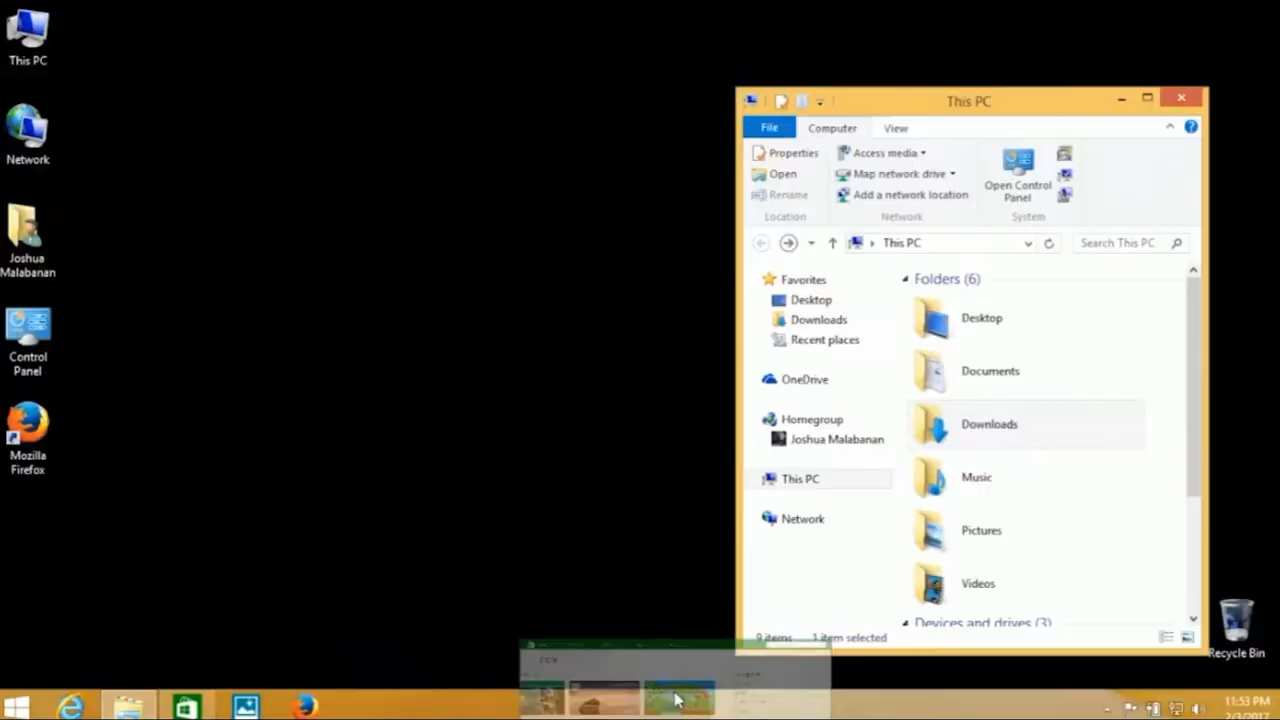 This PC
Network
Joshua
Malabanan
Control
Panel
Mozilla
Firefox
This PC
File
Computer
View
Properties
Open
Rename
Location
Access media
Map network drive
Add a network location
Network
Open Control
Panel
System
This PC
Search This PC
Favorites
Desktop
Downloads
Recent places
OneDrive
Homegroup
Joshua Malabanan
This PC
Network
Folders (6)
Desktop
Documents
Downloads
Music
Pictures
Videos
Devices and drives (3)
9 items
1 item selected
Recycle Bin
11:53 PM